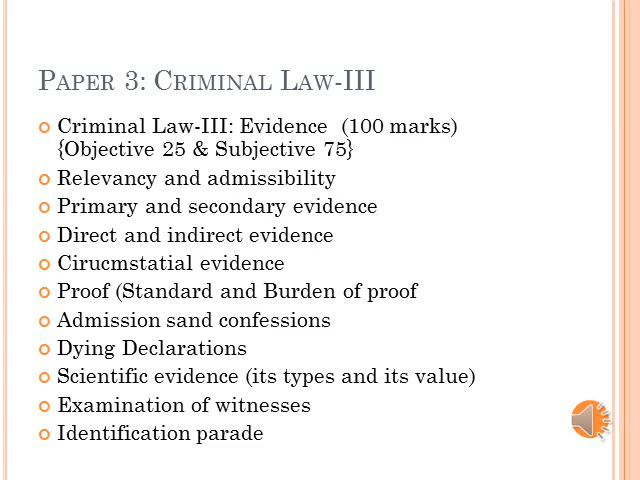 PAPER 3: CRIMINAL LAW-III
Criminal Law-III: Evidence (100 marks)
{Objective 25 & Subjective 75}
Relevancy and admissibility
Primary and secondary evidence
Direct and indirect evidence
Cirucmstatial evidence
Proof (Standard and Burden of proof
Admission sand confessions
Dying Declarations
Scientific evidence (its types and its value)
Examination of witnesses
Identification parade